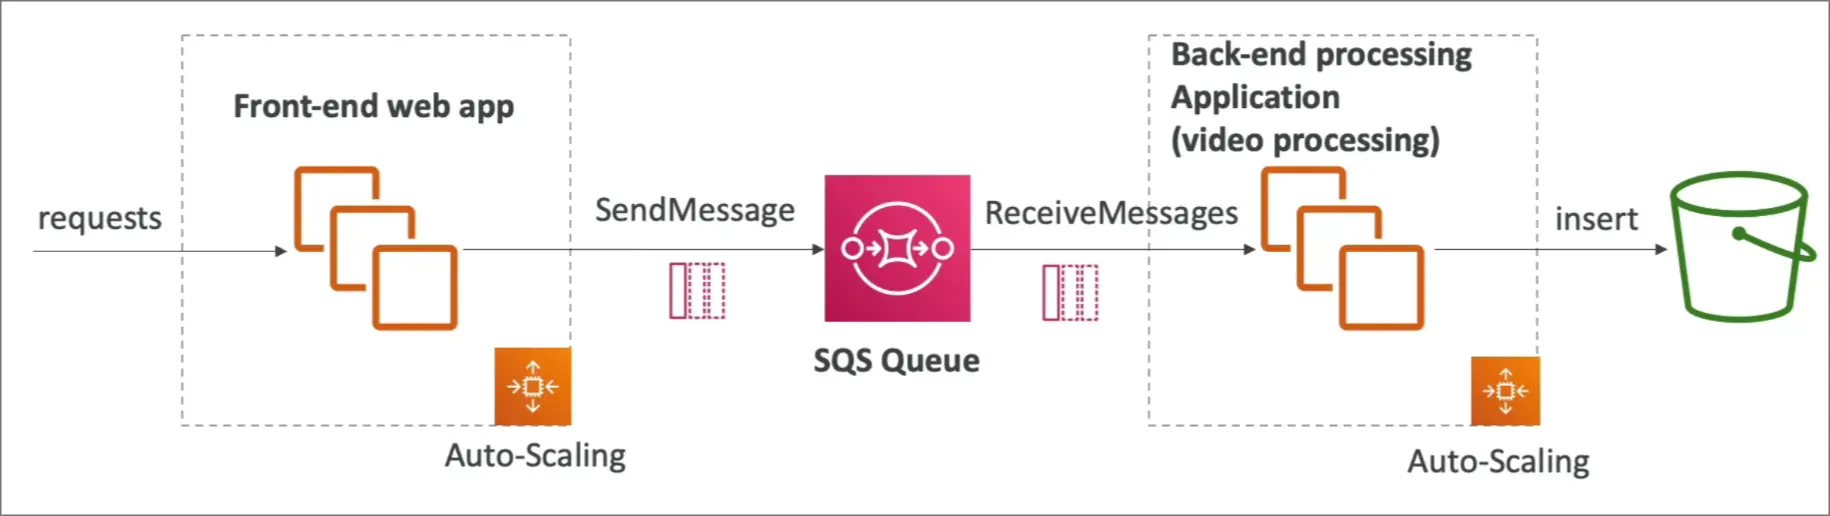 requests
Front-end web app
Auto-Scaling
SendMessage
SQS Queue
ReceiveMessages
Back-end processing
Application
(video processing)
Auto-Scaling
insert